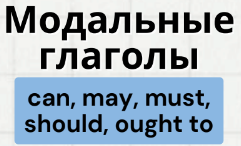 Модальные
глаголы
can, may, must,
should, ought to